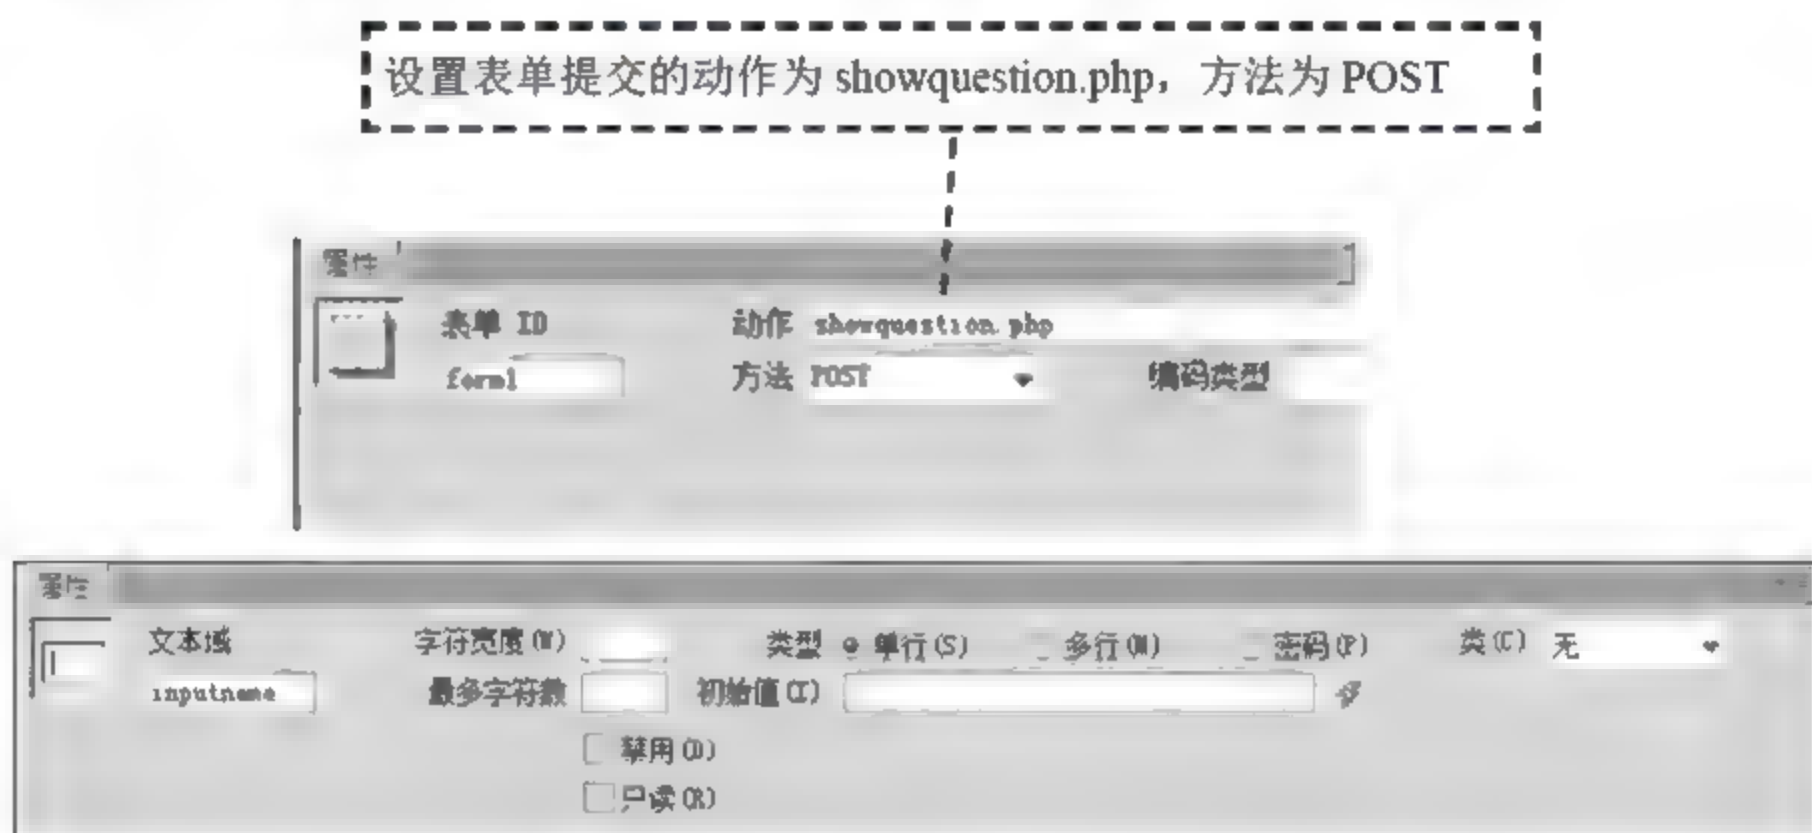 设置表单提交的动作为 showquestion.php，方法为 POST
属性
表单 ID 动作 showquestion.php
form1 方法 POST 编码类型
属性
文本域 字符宽度(W) 类型 单行(S) 多行(M) 密码(P) 类(C) 无
inputname 最多字符数 初始值(I)
禁用(D)
只读(R)